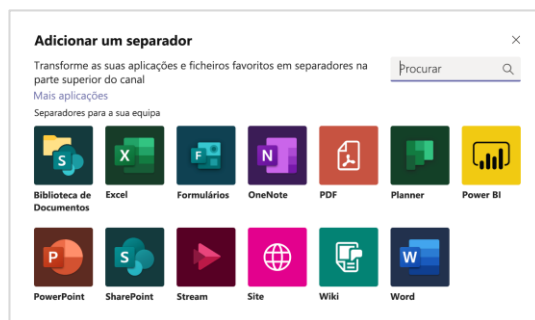 Adicionar um separador
Transforme as suas aplicações e ficheiros favoritos em separadores na
parte superior do canal
Procurar
Mais aplicações
Separadores para a sua equipa
Biblioteca de
Documentos
Excel
Formulários
OneNote
PDF
Planner
Power BI
PowerPoint
SharePoint
Stream
Site
Wiki
Word